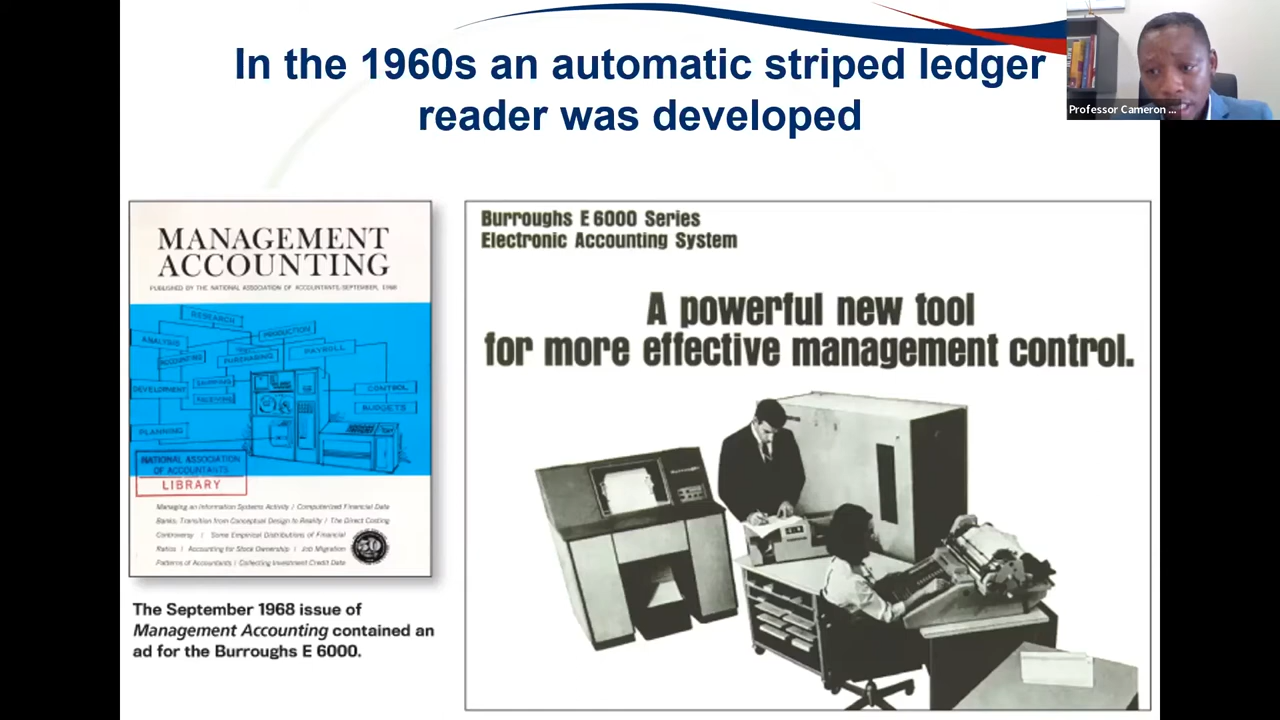 In the 1960s an automatic striped ledger
reader was developed
Professor Cameron ...
MANAGEMENT
ACCOUNTING
PUBLISHED BY THE NATIONAL ASSOCIATION OF ACCOUNTANTS/SEPTEMBER, 1968
RESEARCH
PRODUCTION
ANALYSIS
ACCOUNTING
PURCHASING
PAYROLL
DEVELOPMENT
CONTROL
BUDGETS
PLANNING
NATIONAL ASSOCIATION
OF ACCOUNTANTS
LIBRARY
Managing an Information Systems Activity / Computerized Financial Data
Banks: Transition from Conceptual Design to Reality / The Direct Costing
Controversy / Some Empirical Distributions of Financial
Ratios / Accounting for Stock Ownership / Job Migration
Patterns of Accountants / Collecting Investment Credit Data
50
The September 1968 issue of
Management Accounting contained an
ad for the Burroughs E 6000.
Burroughs E 6000 Series
Electronic Accounting System
A powerful new tool
for more effective management control.